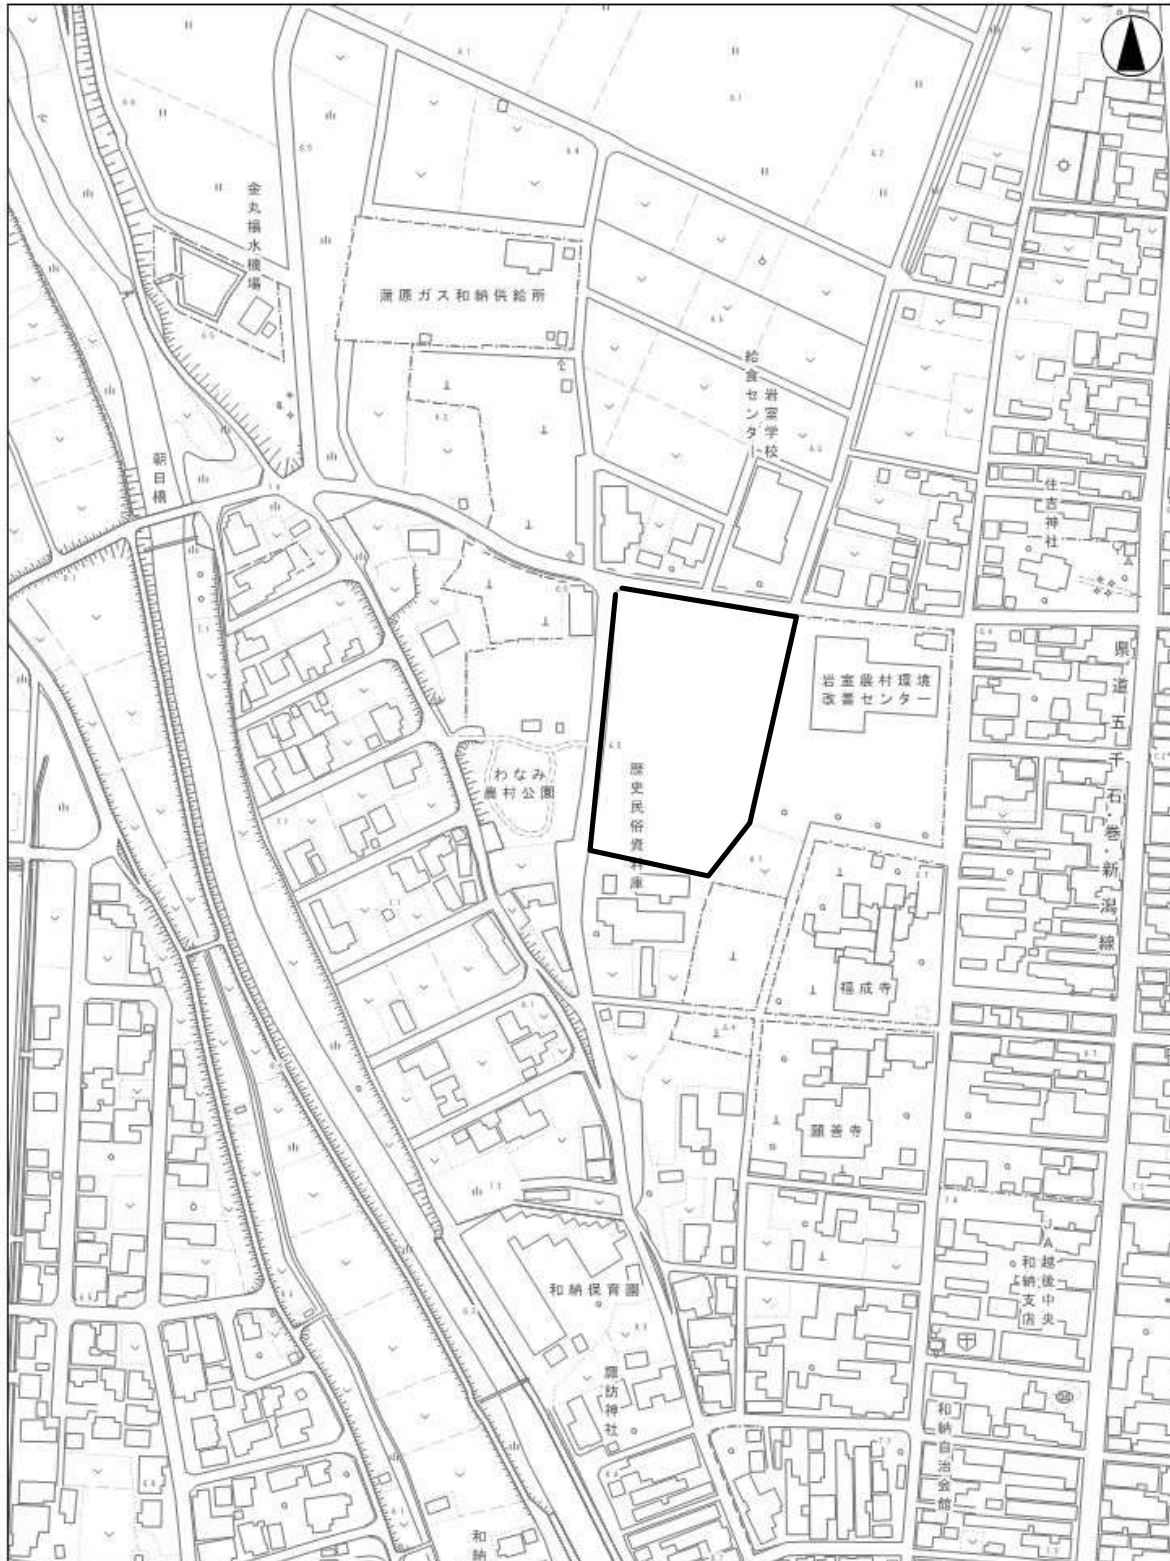 金丸揚水機場
蒲原ガス和納供給所
岩室学校
給食センター
朝日橋
住吉神社
県道五千石・巻・新潟線
岩室農村環境
改善センター
わなみ
農村公園
歴史民俗資料庫
福成寺
願善寺
JA越後中央
和納支店
和納保育園
諏訪神社
和納自治会館
和納